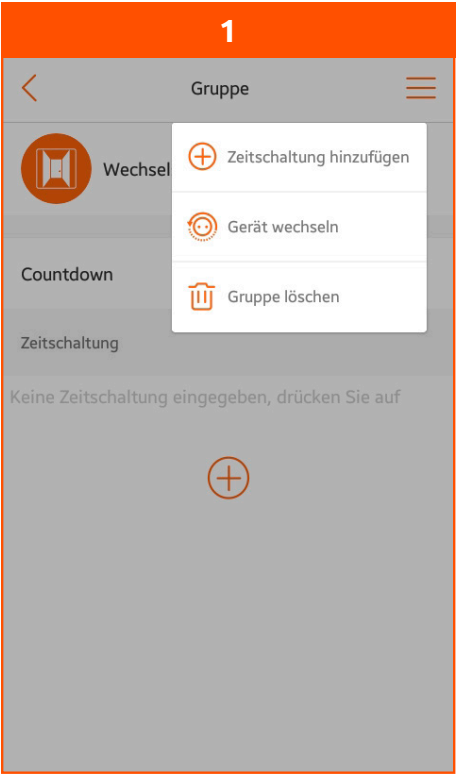 1
Gruppe
Zeitschaltung hinzufügen
Wechsel
Gerät wechseln
Countdown
Gruppe löschen
Zeitschaltung
Keine Zeitschaltung eingegeben, drücken Sie auf